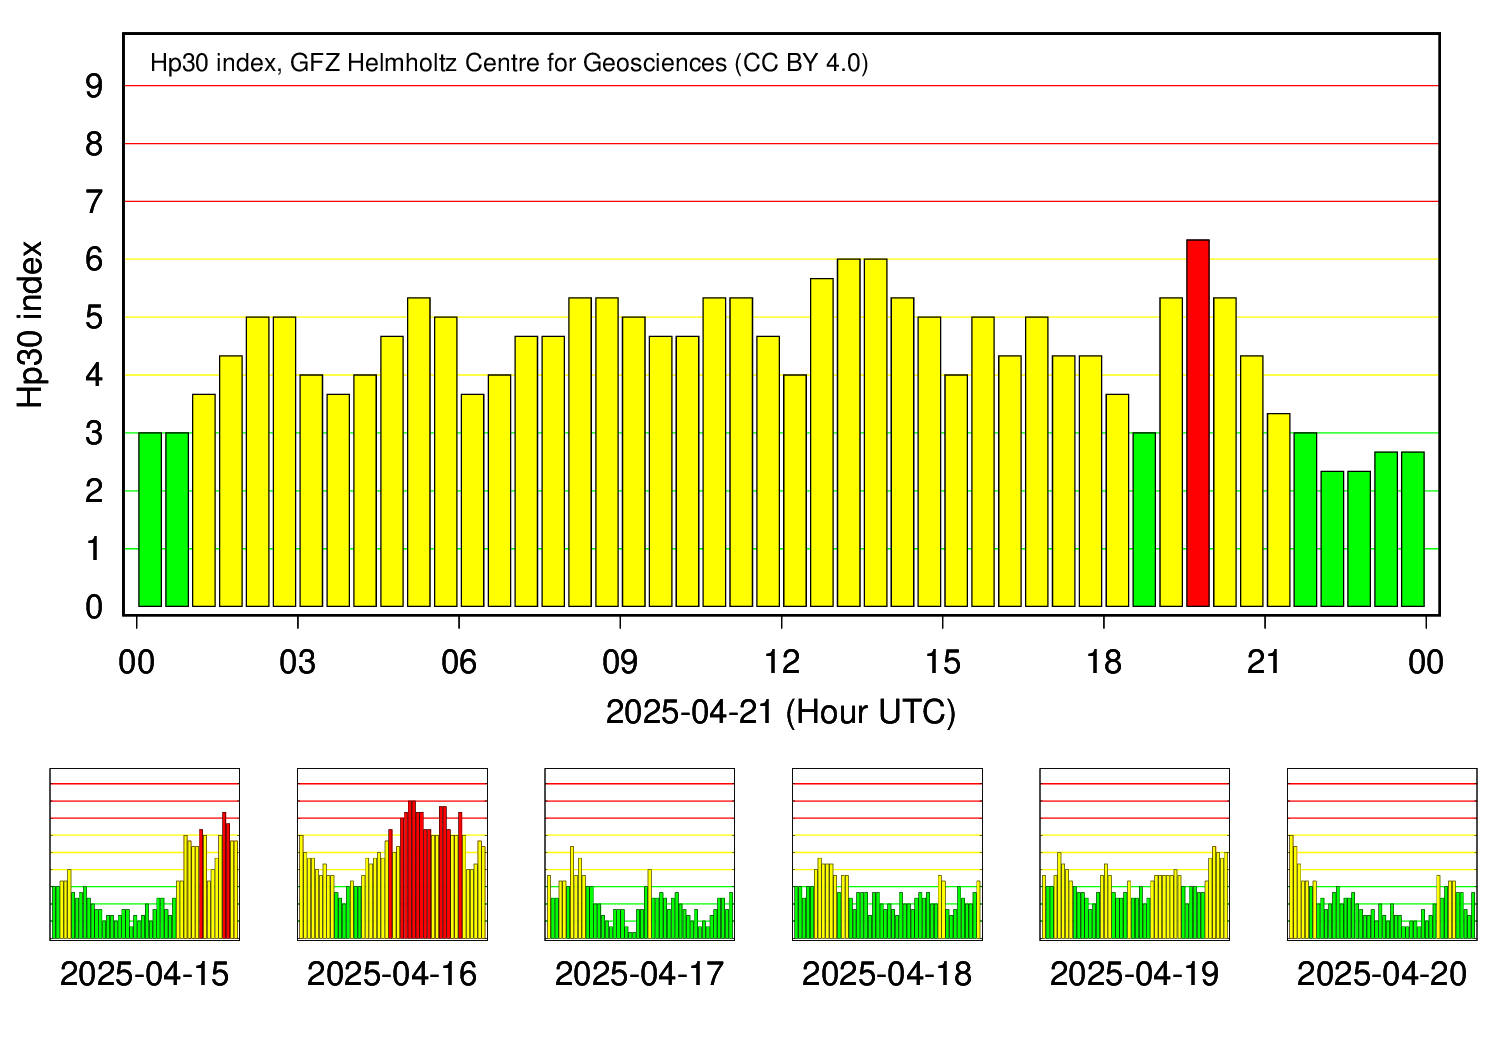 Hp30 index, GFZ Helmholtz Centre for Geosciences (CC BY 4.0)
9
8
7
6
5
4
3
2
1
0
Hp30 index
00 03 06 09 12 15 18 21 00
2025-04-21 (Hour UTC)
2025-04-15 2025-04-16 2025-04-17 2025-04-18 2025-04-19 2025-04-20